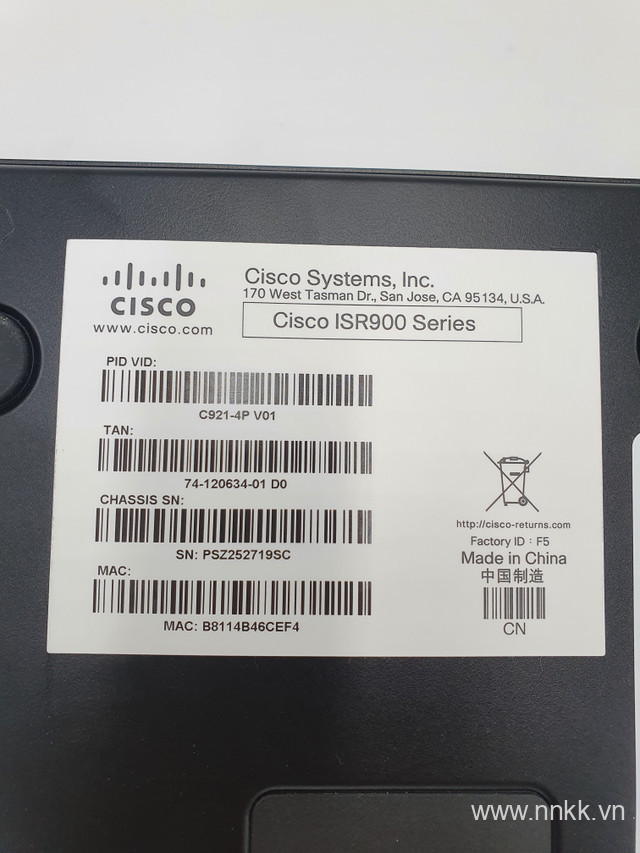 CISCO
www.cisco.com
Cisco Systems, Inc.
170 West Tasman Dr., San Jose, CA 95134, U.S.A.
Cisco ISR900 Series
PID VID:
C921-4P V01
TAN:
74-120634-01 D0
CHASSIS SN:
SN: PSZ252719SC
MAC:
MAC: B8114B46CEF4
http://cisco-returns.com
Factory ID : F5
Made in China
中国制造
CN
www.nnkk.vn